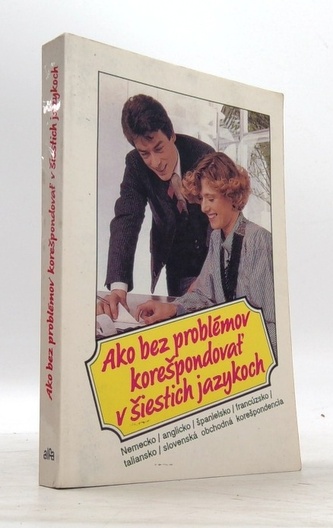 Ako bez problémov korešpondovať v šiestich jazykoch
alfa
Ako bez problémov
korešpondovať
v šiestich jazykoch
Nemecko / anglicko / španielsko / francúzsko /
taliansko / slovenská obchodná korešpondencia